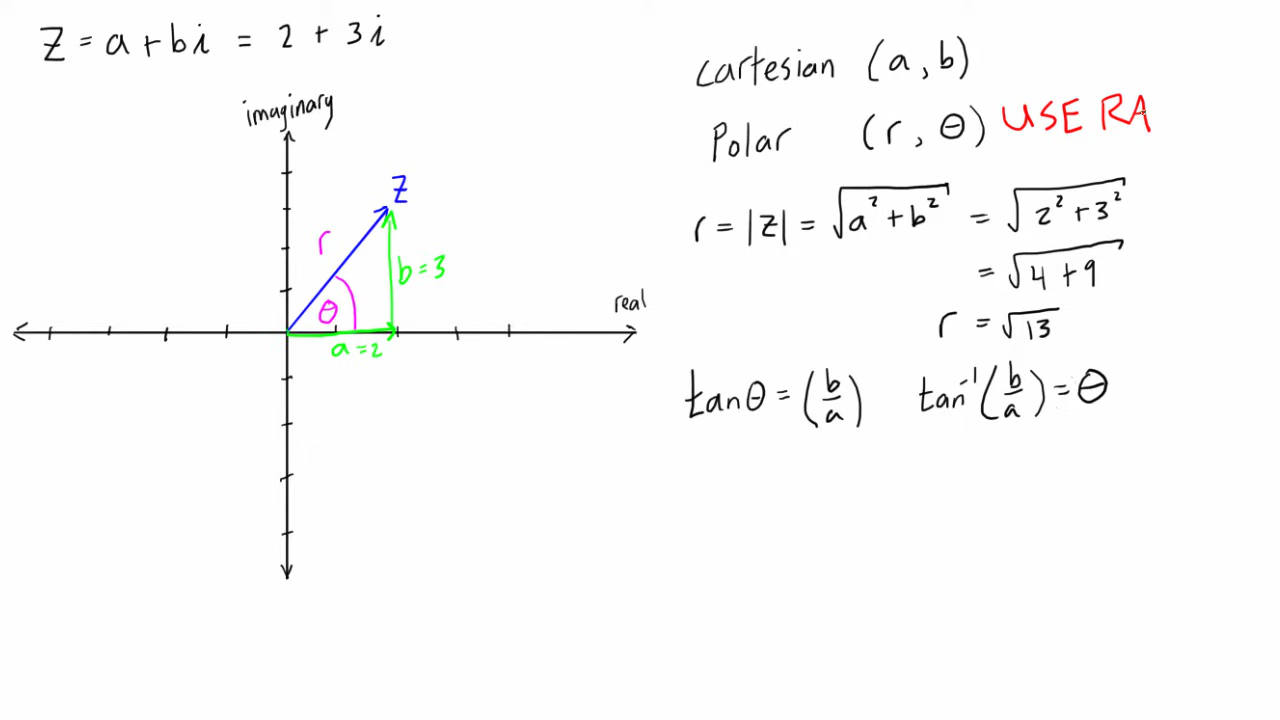 Z = a + bi = 2 + 3i
imaginary
Z
r
b = 3
θ
real
a = 2
Cartesian (a, b)
Polar (r, θ) USE RA
r = |Z| = √(a² + b²) = √(2² + 3²)
= √(4 + 9)
r = √13
tanθ = (b/a) tan⁻¹(b/a) = θ